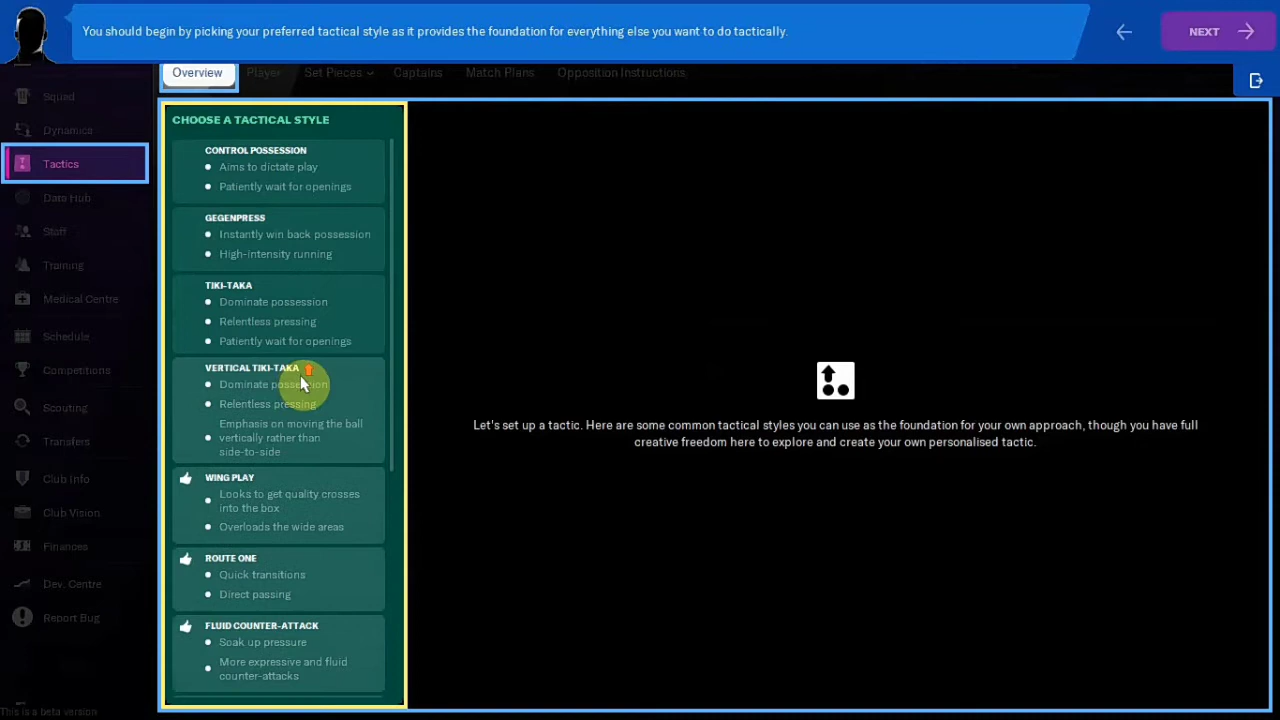 You should begin by picking your preferred tactical style as it provides the foundation for everything else you want to do tactically.
NEXT
Overview
Player
Set Pieces
Captains
Match Plans
Opposition Instructions
Squad
Dynamics
Tactics
Data Hub
Staff
Training
Medical Centre
Schedule
Competitions
Scouting
Transfers
Club Info
Club Vision
Finances
Dev. Centre
Report Bug
This is a beta version
CHOOSE A TACTICAL STYLE
CONTROL POSSESSION
Aims to dictate play
Patiently wait for openings
GEGENPRESS
Instantly win back possession
High-intensity running
TIKI-TAKA
Dominate possession
Relentless pressing
Patiently wait for openings
VERTICAL TIKI-TAKA
Dominate possession
Relentless pressing
Emphasis on moving the ball
vertically rather than
side-to-side
WING PLAY
Looks to get quality crosses
into the box
Overloads the wide areas
ROUTE ONE
Quick transitions
Direct passing
FLUID COUNTER-ATTACK
Soak up pressure
More expressive and fluid
counter-attacks
Let's set up a tactic. Here are some common tactical styles you can use as the foundation for your own approach, though you have full
creative freedom here to explore and create your own personalised tactic.